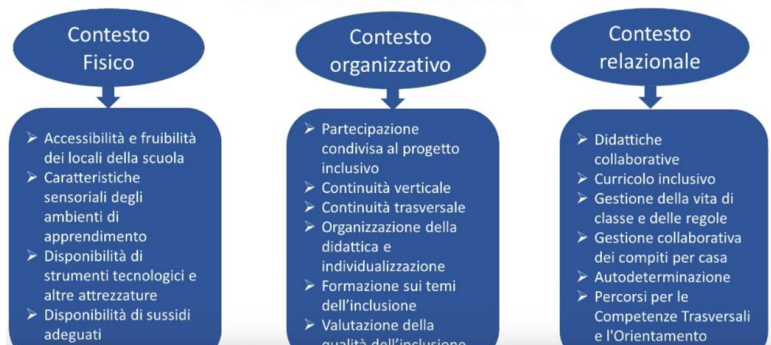 Contesto
Fisico
Accessibilità e fruibilità
dei locali della scuola
Caratteristiche
sensoriali degli
ambienti di
apprendimento
Disponibilità di
strumenti tecnologici e
altre attrezzature
Disponibilità di sussidi
adeguati
Contesto
organizzativo
Partecipazione
condivisa al progetto
inclusivo
Continuità verticale
Continuità trasversale
Organizzazione della
didattica e
individualizzazione
Formazione sui temi
dell'inclusione
Valutazione della
qualità dell'inclusione
Contesto
relazionale
Didattiche
collaborative
Curricolo inclusivo
Gestione della vita di
classe e delle regole
Gestione collaborativa
dei compiti per casa
Autodeterminazione
Percorsi per le
Competenze Trasversali
e l'Orientamento